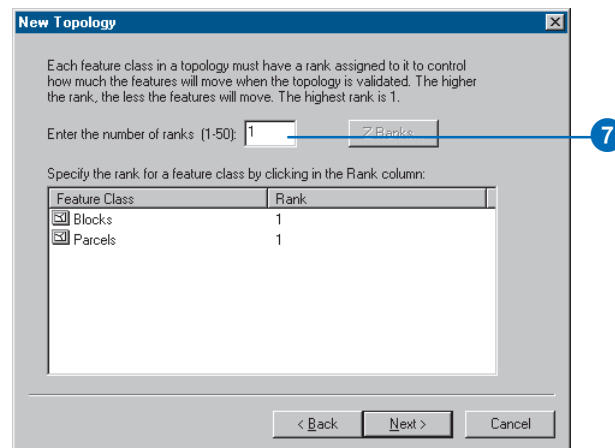 New Topology
Each feature class in a topology must have a rank assigned to it to control
how much the features will move when the topology is validated. The higher
the rank, the less the features will move. The highest rank is 1.
Enter the number of ranks (1-50): 1 Z Ranks... 7
Specify the rank for a feature class by clicking in the Rank column:
Feature Class Rank
Blocks 1
Parcels 1
< Back Next > Cancel